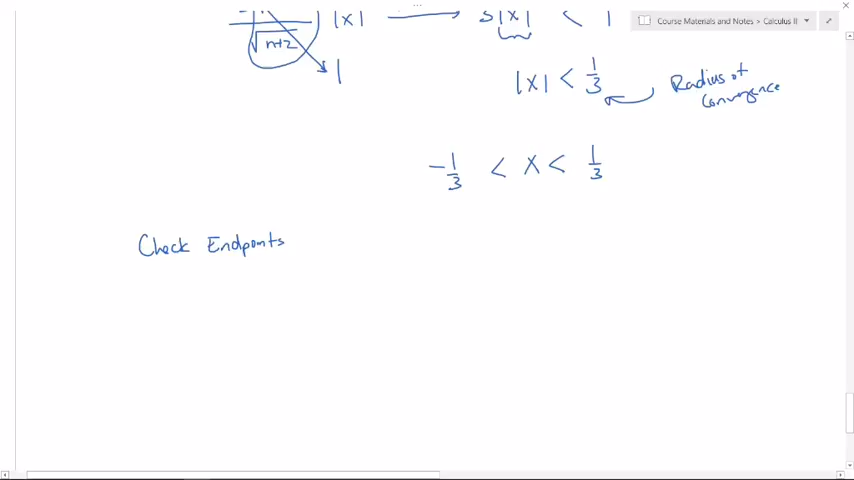 Course Materials and Notes > Calculus II
|x| → 3|x| < 1
√n+2
1
|x| < 1/3
Radius of Convergence
-1/3 < x < 1/3
Check Endpoints